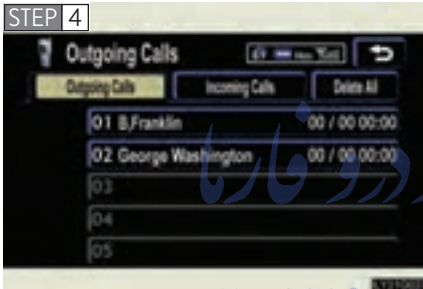 STEP 4
Outgoing Calls
Outgoing Calls Incoming Calls Delete All
01 B,Franklin 00 / 00 00:00
02 George Washington 00 / 00 00:00
03
04
05